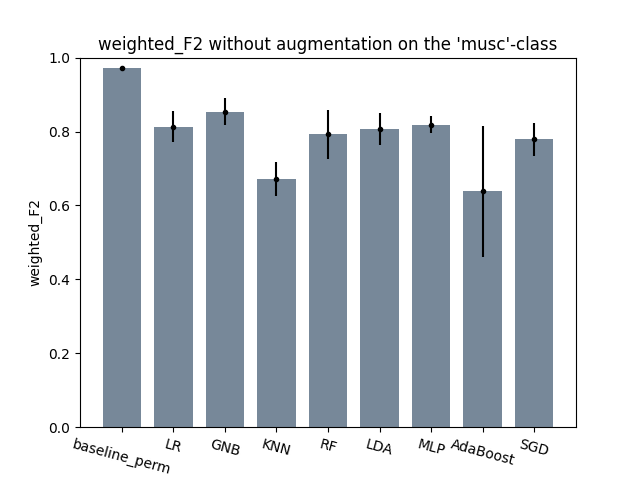 weighted_F2 without augmentation on the 'musc'-class
weighted_F2
1.0
0.8
0.6
0.4
0.2
0.0
baseline_perm
LR
GNB
KNN
RF
LDA
MLP
AdaBoost
SGD